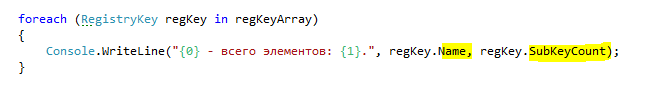 foreach (RegistryKey regKey in regKeyArray)
{
Console.WriteLine("{0} - всего элементов: {1}.", regKey.Name, regKey.SubKeyCount);
}